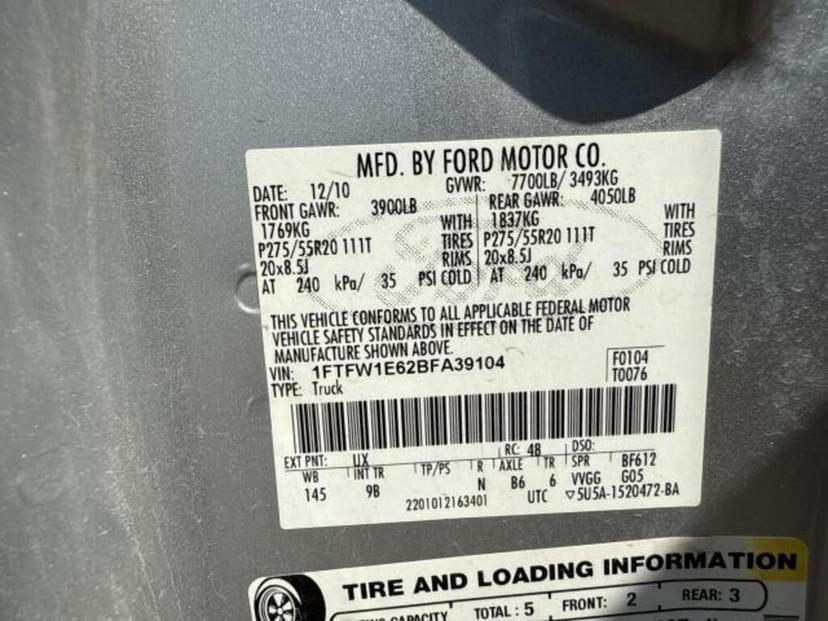 MFD. BY FORD MOTOR CO.
DATE: 12/10 GVWR: 7700LB/ 3493KG
FRONT GAWR: 3900LB REAR GAWR: 4050LB
1769KG WITH 1837KG WITH
P275/55R20 111T TIRES P275/55R20 111T TIRES
20x8.5J RIMS 20x8.5J RIMS
AT 240 kPa/ 35 PSI COLD AT 240 kPa/ 35 PSI COLD
THIS VEHICLE CONFORMS TO ALL APPLICABLE FEDERAL MOTOR
VEHICLE SAFETY STANDARDS IN EFFECT ON THE DATE OF
MANUFACTURE SHOWN ABOVE.
VIN: 1FTFW1E62BFA39104 F0104
TYPE: Truck T0076
EXT PNT: UX RC: 48 DSO:
WB INT TR TP/PS R AXLE TR SPR BF612
145 9B N B6 6 VVGG G05
2201012163401 UTC ▽5U5A-1520472-BA
TIRE AND LOADING INFORMATION
CAPACITY TOTAL: 5 FRONT: 2 REAR: 3